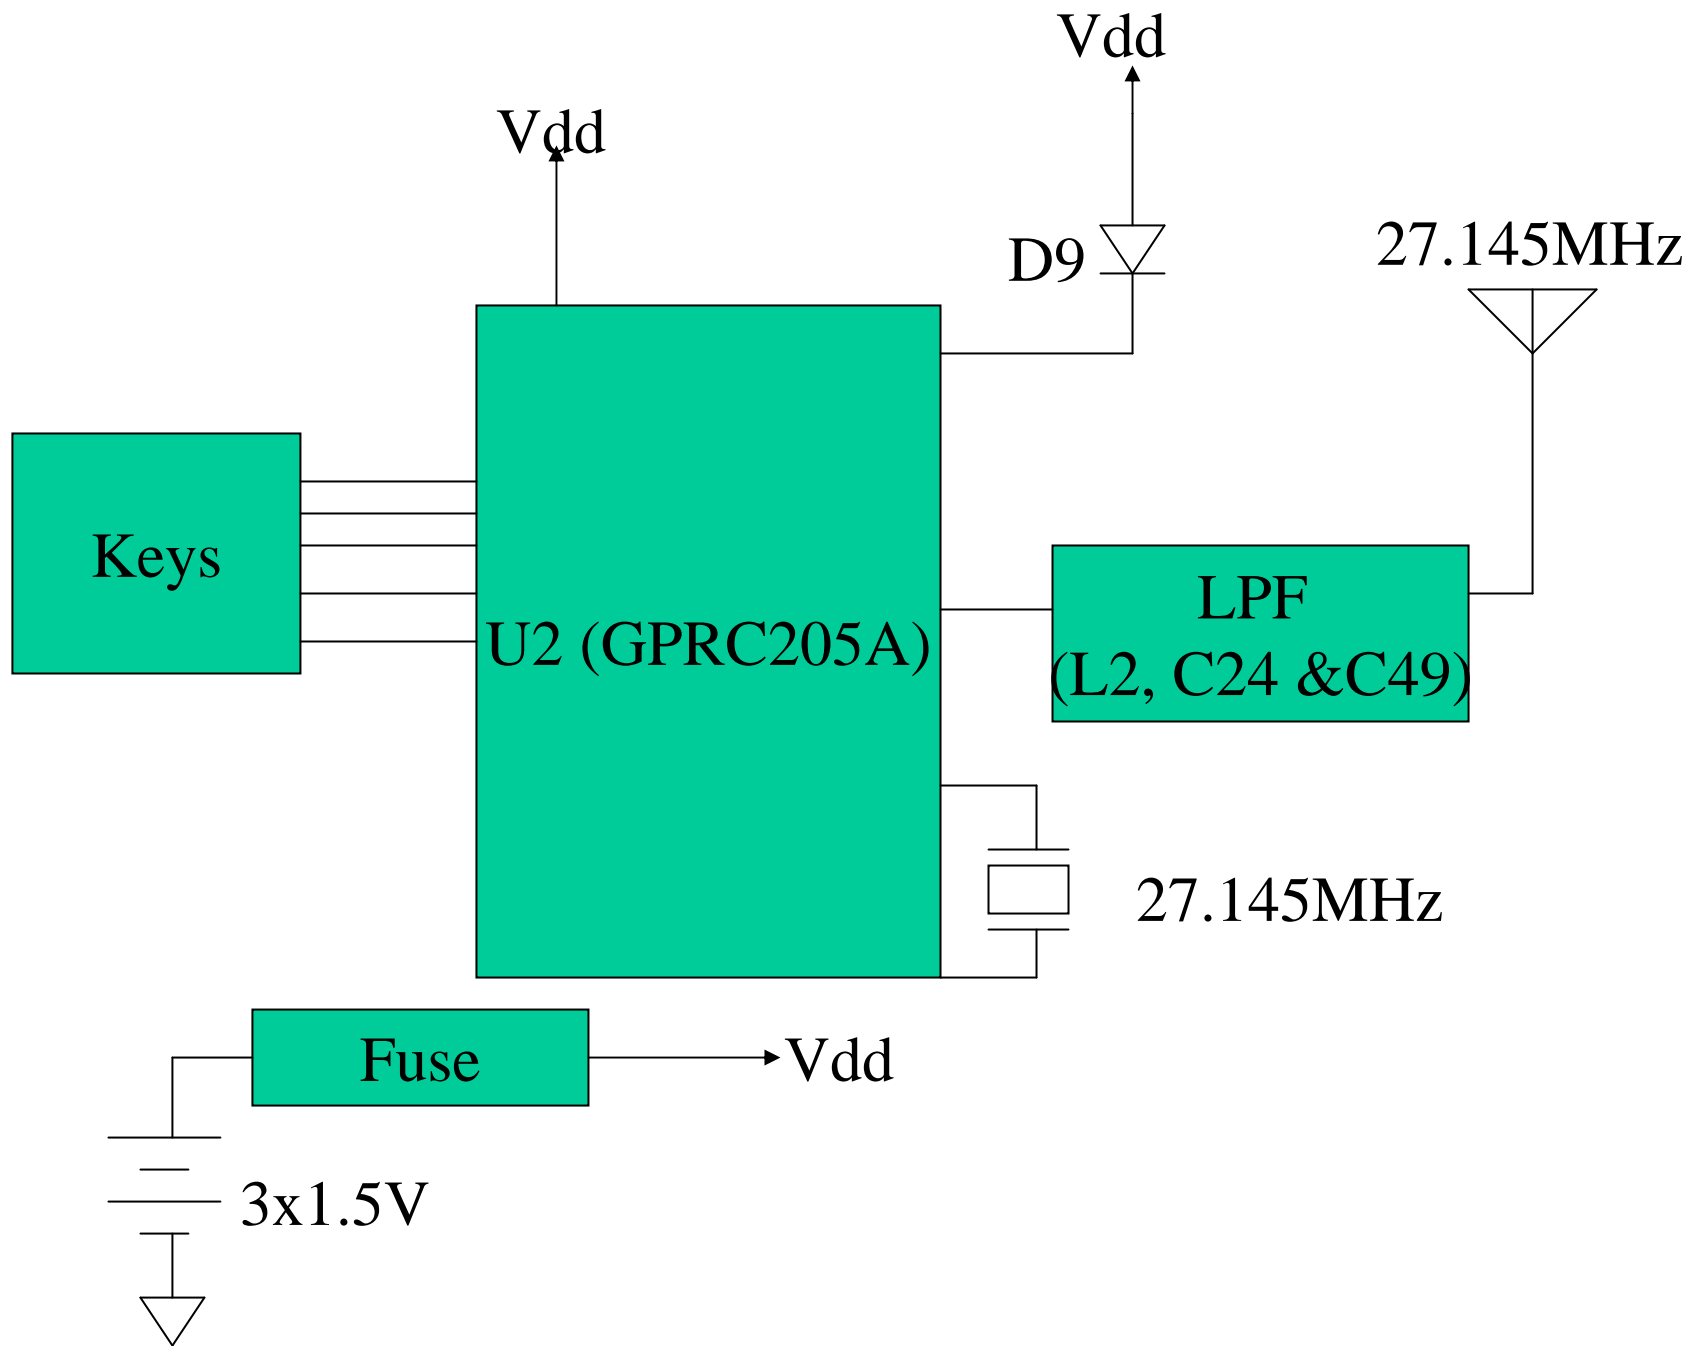 Vdd
Vdd
D9
27.145MHz
Keys
U2 (GPRC205A)
LPF
(L2, C24 &C49)
27.145MHz
Fuse
Vdd
3x1.5V